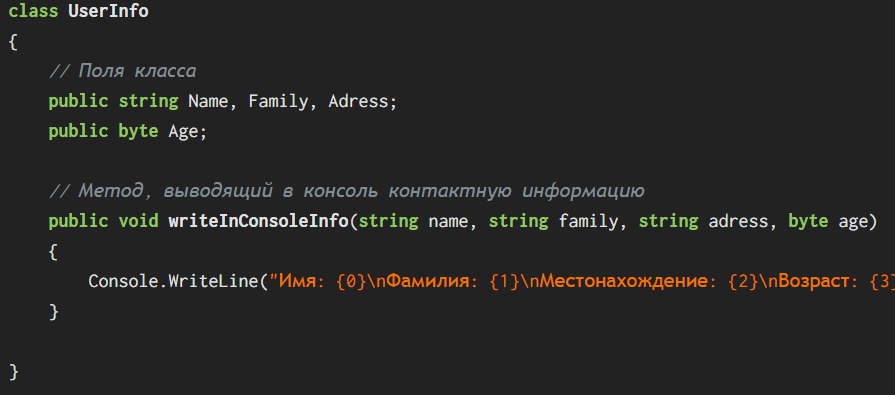 class UserInfo
{
// Поля класса
public string Name, Family, Adress;
public byte Age;
// Метод, выводящий в консоль контактную информацию
public void writeInConsoleInfo(string name, string family, string adress, byte age)
{
Console.WriteLine("Имя: {0}\nФамилия: {1}\nМестонахождение: {2}\nВозраст: {3}
}
}